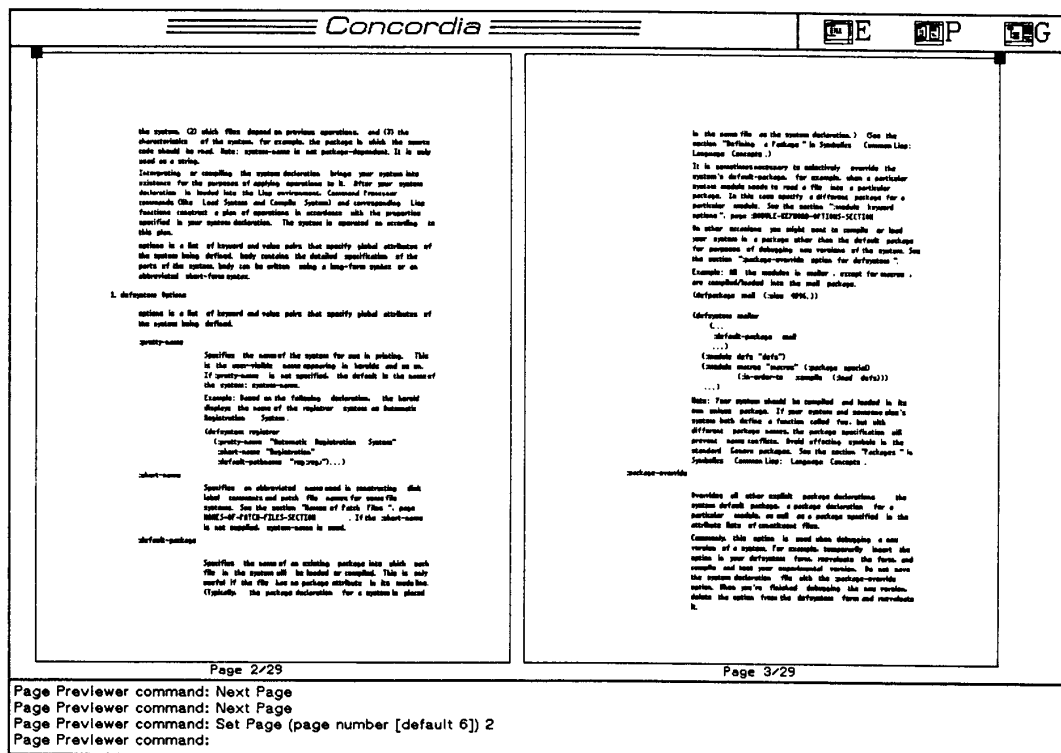 Concordia
E P G
the system, (2) which files depend on previous operations, and (3) the
characteristics of the system, for example, the package in which the source
code should be read. Note: system-name is not package-dependent. It is only
used as a string.
Interpreting or compiling the system declaration brings your system into
existence for the purposes of applying operations to it. After your system
declaration is loaded into the Lisp environment, Command Processor
commands (like Load System and Compile System) and corresponding Lisp
functions construct a plan of operations in accordance with the properties
specified in your system declaration. The system is operated on according to
this plan.
options is a list of keyword and value pairs that specify global attributes of
the system being defined. body contains the detailed specification of the
parts of the system. body can be written using a long-form syntax or an
abbreviated short-form syntax.
1. defsystem Options
options is a list of keyword and value pairs that specify global attributes of
the system being defined.
:pretty-name
Specifies the name of the system for use in printing. This
is the user-visible name appearing in heralds and so on.
If :pretty-name is not specified, the default is the name of
the system: system-name.
Example: Based on the following declaration, the herald
displays the name of the registrar system as Automatic
Registration System.
(defsystem registrar
(:pretty-name "Automatic Registration System"
:short-name "Registration"
:default-pathname "reg:reg;")...)
:short-name
Specifies an abbreviated name used in constructing disk
label comments and patch file names for some file
systems. See the section "Names of Patch Files", page
NAMES-OF-PATCH-FILES-SECTION . If the :short-name
is not supplied, system-name is used.
:default-package
Specifies the name of an existing package into which each
file in the system will be loaded or compiled. This is only
useful if the file has no package attribute in its mode line.
(Typically, the package declaration for a system is placed
Page 2/29
in the same file as the system declaration.) (See the
section "Defining a Package" in Symbolics Common Lisp:
Language Concepts.)
It is sometimes necessary to selectively override the
system's default-package, for example, when a particular
system module needs to read a file into a particular
package. In this case specify a different package for a
particular module. See the section ":module keyword
options", page :MODULE-KEYWORD-OPTIONS-SECTION
On other occasions you might want to compile or load
your system in a package other than the default package
for purposes of debugging new versions of the system. See
the section ":package-override option for defsystem".
Example: All the modules in smaller, except for macros,
are compiled/loaded into the small package.
(defpackage small (:size 4096.))
(defsystem smaller
(...
:default-package small
...)
(:module defs "defs")
(:module macros "macros" (:package special)
(:in-order-to :compile (:load defs)))
...)
Note: Your system should be compiled and loaded in its
own unique package. If your system and someone else's
system both define a function called foo, but with
different package names, the package specification will
prevent name conflicts. Avoid affecting symbols in the
standard Genera packages. See the section "Packages" in
Symbolics Common Lisp: Language Concepts.
:package-override
Overrides all other explicit package declarations the
system default package, a package declaration for a
particular module, as well as a package specified in the
attribute lists of constituent files.
Commonly, this option is used when debugging a new
version of a system. For example, temporarily insert the
option in your defsystem form, reevaluate the form, and
compile and load your experimental version. Do not save
the system declaration file with the :package-override
option. When you're finished debugging the new version,
delete the option from the defsystem form and reevaluate
it.
Page 3/29
Page Previewer command: Next Page
Page Previewer command: Next Page
Page Previewer command: Set Page (page number [default 6]) 2
Page Previewer command: